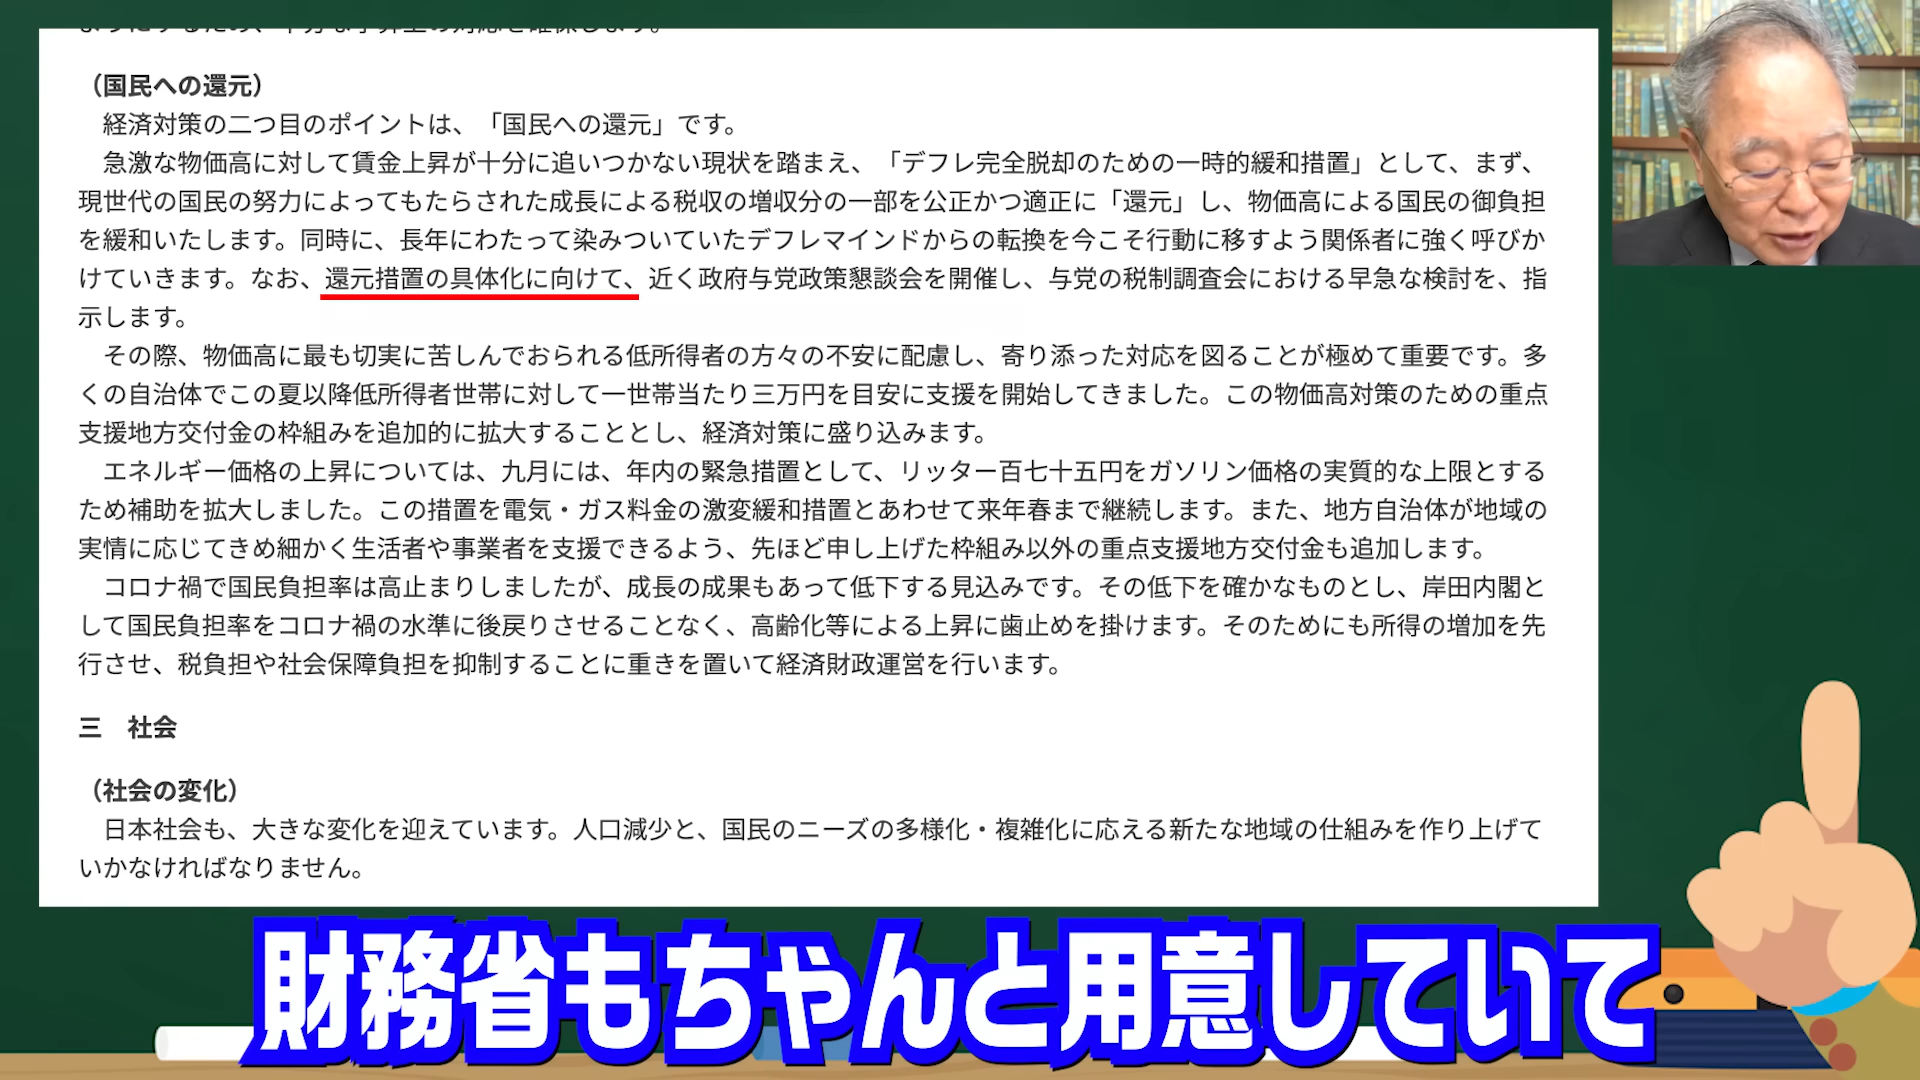 （国民への還元）
経済対策の二つ目のポイントは、「国民への還元」です。
急激な物価高に対して賃金上昇が十分に追いつかない現状を踏まえ、「デフレ完全脱却のための一時的緩和措置」として、まず、
現世代の国民の努力によってもたらされた成長による税収の増収分の一部を公正かつ適正に「還元」し、物価高による国民の御負担
を緩和いたします。同時に、長年にわたって染みついていたデフレマインドからの転換を今こそ行動に移すよう関係者に強く呼びか
けていきます。なお、還元措置の具体化に向けて、近く政府与党政策懇談会を開催し、与党の税制調査会における早急な検討を、指
示します。
その際、物価高に最も切実に苦しんでおられる低所得者の方々の不安に配慮し、寄り添った対応を図ることが極めて重要です。多
くの自治体でこの夏以降低所得者世帯に対して一世帯当たり三万円を目安に支援を開始してきました。この物価高対策のための重点
支援地方交付金の枠組みを追加的に拡大することとし、経済対策に盛り込みます。
エネルギー価格の上昇については、九月には、年内の緊急措置として、リッター百七十五円をガソリン価格の実質的な上限とする
ため補助を拡大しました。この措置を電気・ガス料金の激変緩和措置とあわせて来年春まで継続します。また、地方自治体が地域の
実情に応じてきめ細かく生活者や事業者を支援できるよう、先ほど申し上げた枠組み以外の重点支援地方交付金も追加します。
コロナ禍で国民負担率は高止まりしましたが、成長の成果もあって低下する見込みです。その低下を確かなものとし、岸田内閣と
して国民負担率をコロナ禍の水準に後戻りさせることなく、高齢化等による上昇に歯止めを掛けます。そのためにも所得の増加を先
行させ、税負担や社会保障負担を抑制することに重きを置いて経済財政運営を行います。
三　社会
（社会の変化）
日本社会も、大きな変化を迎えています。人口減少と、国民のニーズの多様化・複雑化に応える新たな地域の仕組みを作り上げて
いかなければなりません。
財務省もちゃんと用意していて